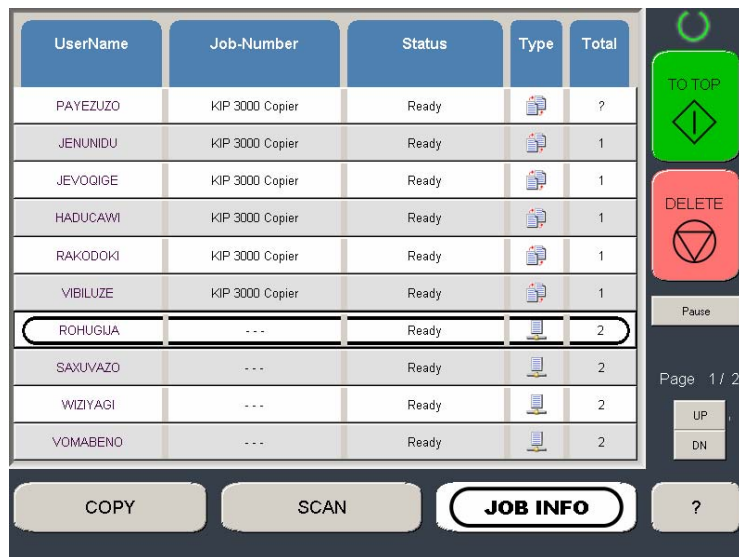 UserName Job-Number Status Type Total
PAYEZUZO KIP 3000 Copier Ready ?
JENUNIDU KIP 3000 Copier Ready 1
JEVOQIGE KIP 3000 Copier Ready 1
HADUCAWI KIP 3000 Copier Ready 1
RAKODOKI KIP 3000 Copier Ready 1
VIBILUZE KIP 3000 Copier Ready 1
ROHUGIJA --- Ready 2
SAXUVAZO --- Ready 2
WIZIYAGI --- Ready 2
VOMABENO --- Ready 2
TO TOP
DELETE
Pause
Page 1/ 2
UP
DN
COPY SCAN JOB INFO ?